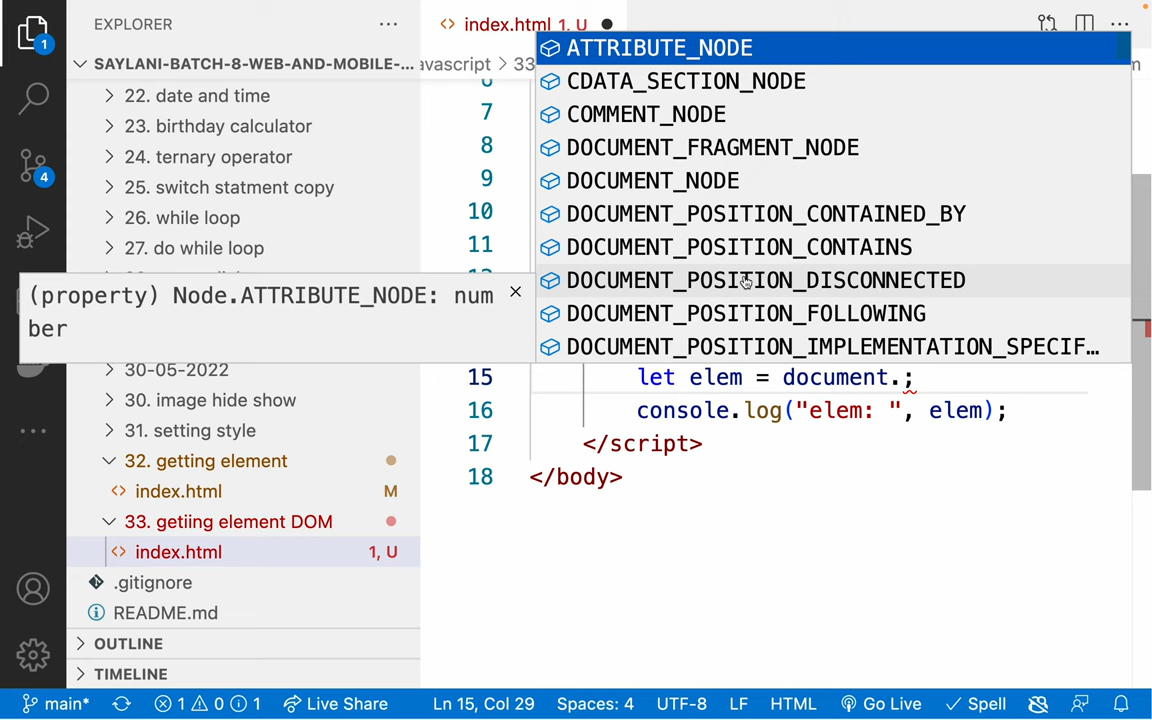 EXPLORER
1
SAYLANI-BATCH-8-WEB-AND-MOBILE-...
22. date and time
23. birthday calculator
24. ternary operator
4
25. switch statment copy
26. while loop
27. do while loop
(property) Node.ATTRIBUTE_NODE: num
ber
30-05-2022
30. image hide show
31. setting style
32. getting element
index.html M
33. getiing element DOM
index.html 1, U
.gitignore
README.md
OUTLINE
TIMELINE
index.html 1, U
avascript > 33
ATTRIBUTE_NODE
CDATA_SECTION_NODE
COMMENT_NODE
DOCUMENT_FRAGMENT_NODE
DOCUMENT_NODE
DOCUMENT_POSITION_CONTAINED_BY
DOCUMENT_POSITION_CONTAINS
DOCUMENT_POSITION_DISCONNECTED
DOCUMENT_POSITION_FOLLOWING
DOCUMENT_POSITION_IMPLEMENTATION_SPECIF...
7
8
9
10
11
15 let elem = document.;
16 console.log("elem: ", elem);
17 </script>
18 </body>
main* 1 0 1 Live Share Ln 15, Col 29 Spaces: 4 UTF-8 LF HTML Go Live Spell